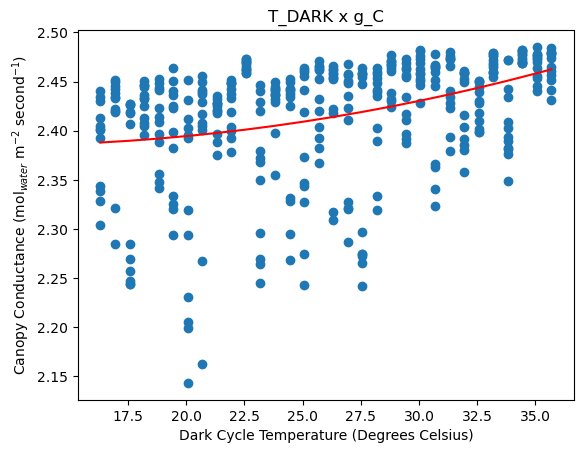 T_DARK x g_C
Canopy Conductance (mol_water m⁻² second⁻¹)
2.50
2.45
2.40
2.35
2.30
2.25
2.20
2.15
17.5 20.0 22.5 25.0 27.5 30.0 32.5 35.0
Dark Cycle Temperature (Degrees Celsius)